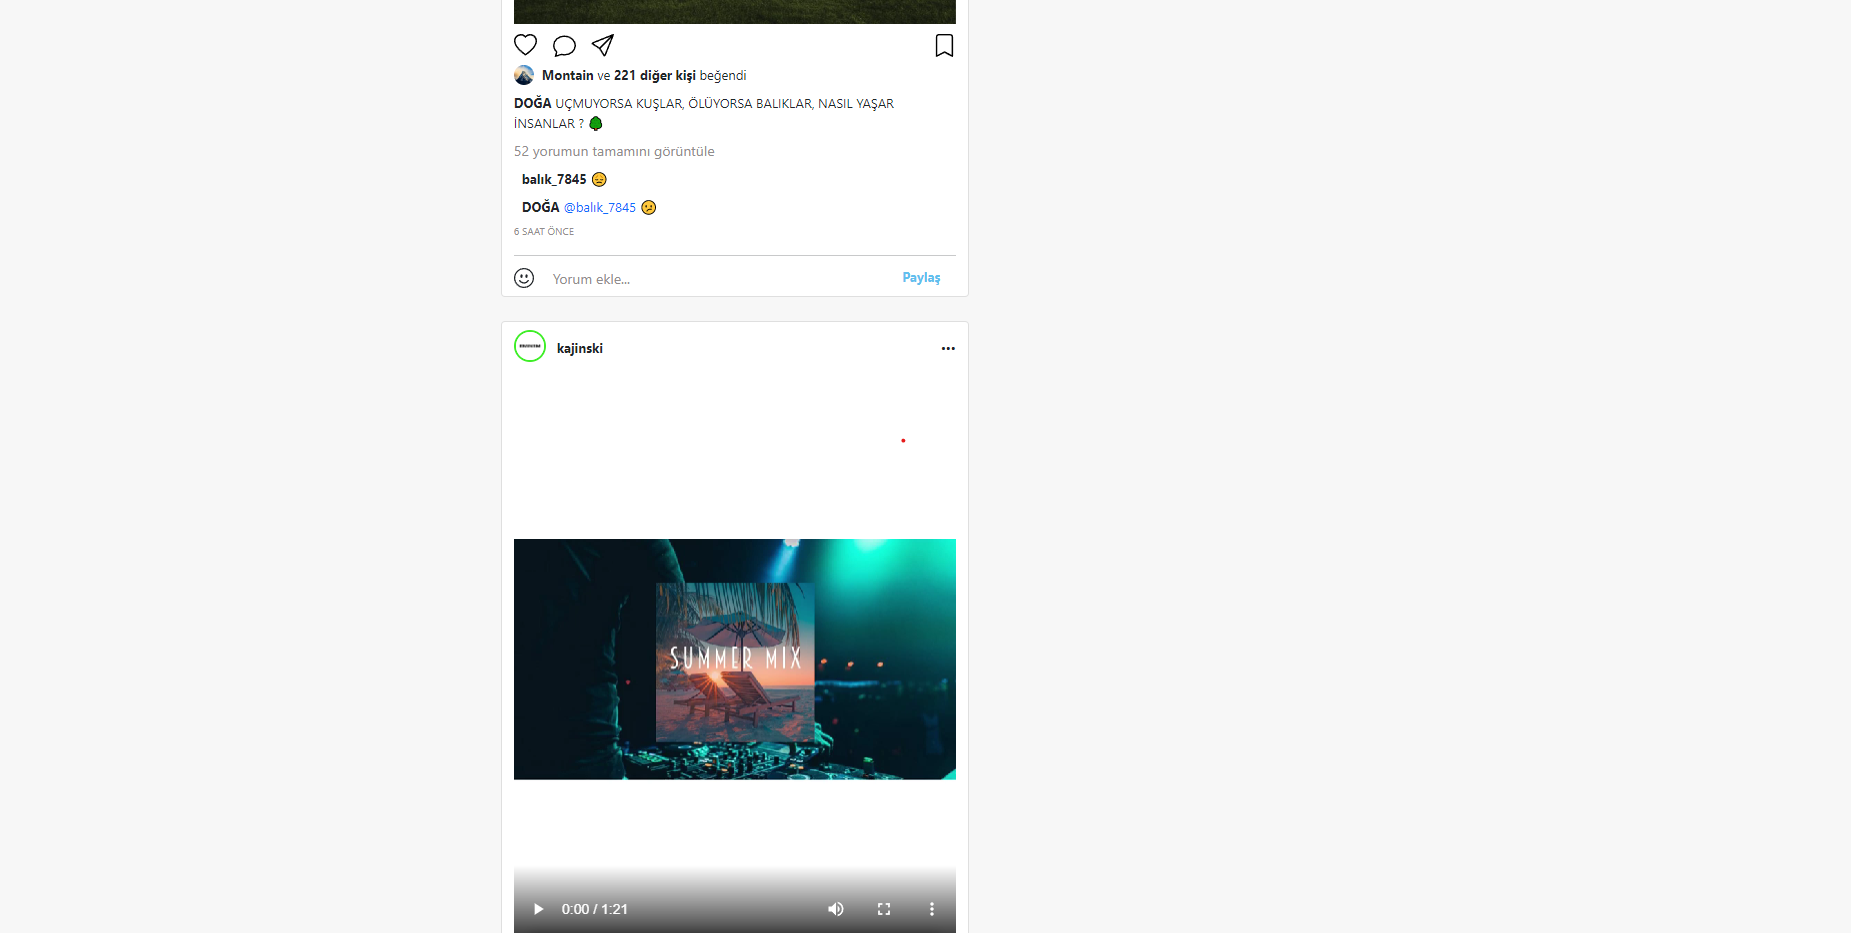 Montain ve 221 diğer kişi beğendi
DOĞA UÇMUYORSA KUŞLAR, ÖLÜYORSA BALIKLAR, NASIL YAŞAR
İNSANLAR ?
52 yorumun tamamını görüntüle
balık_7845
DOĞA @balık_7845
6 SAAT ÖNCE
Yorum ekle... Paylaş
kajinski
SUMMER MIX
0:00 / 1:21